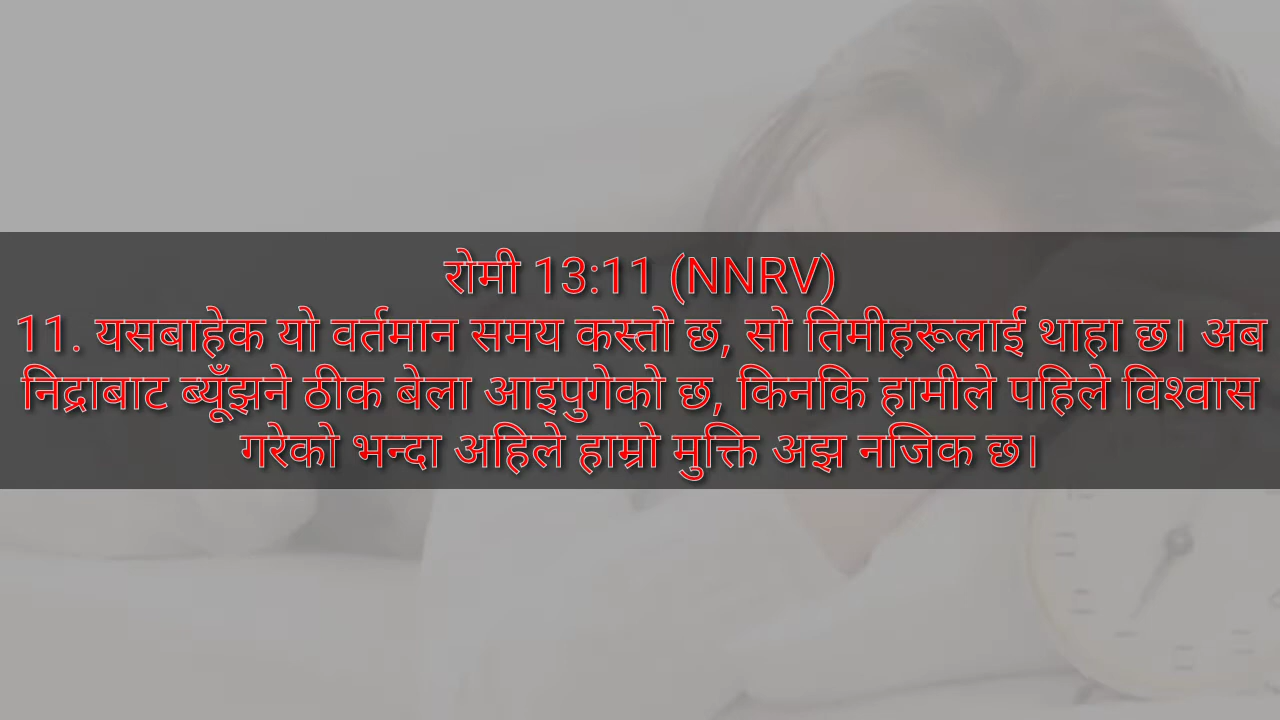 रोमी 13:11 (NNRV)
11. यसबाहेक यो वर्तमान समय कस्तो छ, सो तिमीहरूलाई थाहा छ। अब
निद्राबाट ब्यूँझने ठीक बेला आइपुगेको छ, किनकि हामीले पहिले विश्वास
गरेको भन्दा अहिले हाम्रो मुक्ति अझ नजिक छ।